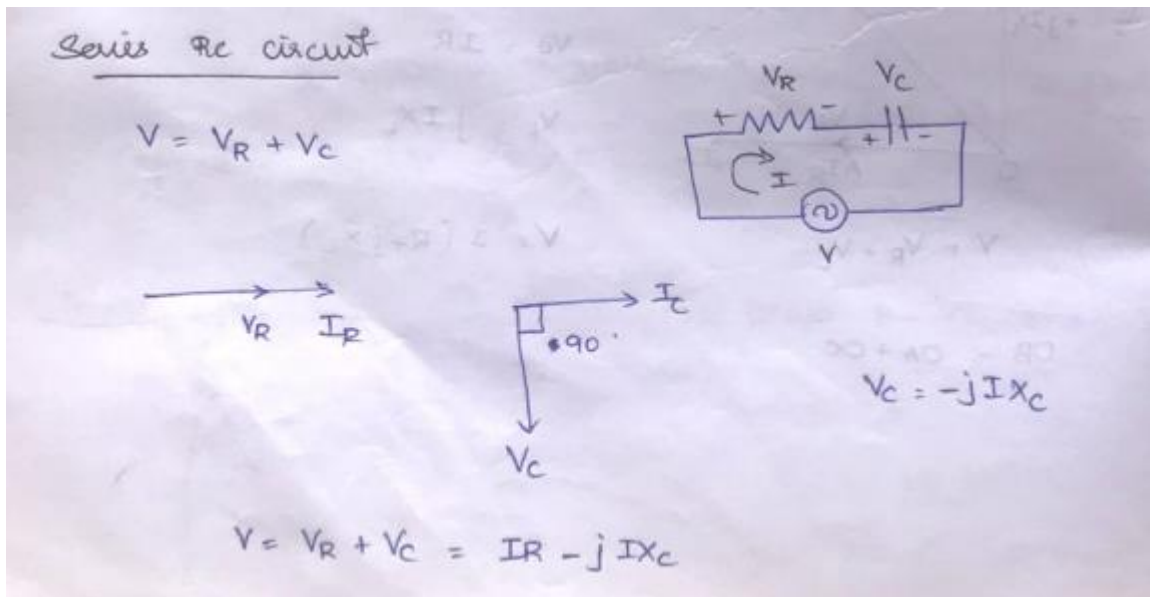 Series Rc circuit
V = VR + VC
VR VC
+ - + -
I
V
VR IR
IC
90°
VC
VC = -jIXC
V = VR + VC = IR - jIXC